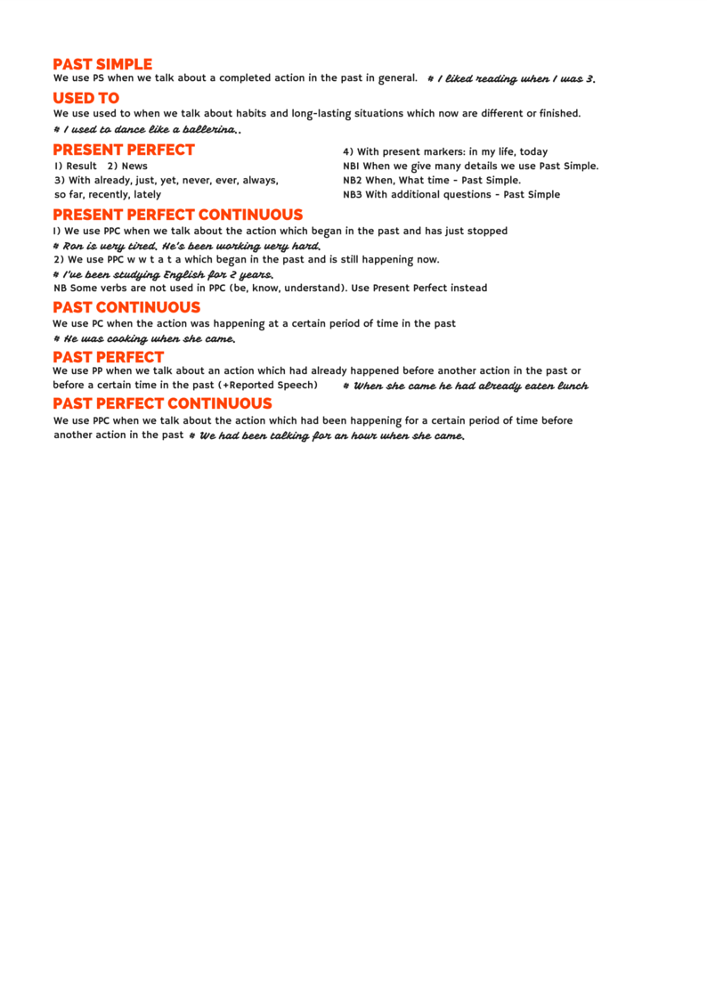 PAST SIMPLE
We use PS when we talk about a completed action in the past in general. # I liked reading when I was 3.
USED TO
We use used to when we talk about habits and long-lasting situations which now are different or finished.
# I used to dance like a ballerina..
PRESENT PERFECT
1) Result 2) News
3) With already, just, yet, never, ever, always,
so far, recently, lately
4) With present markers: in my life, today
NB1 When we give many details we use Past Simple.
NB2 When, What time - Past Simple.
NB3 With additional questions - Past Simple
PRESENT PERFECT CONTINUOUS
1) We use PPC when we talk about the action which began in the past and has just stopped
# Ron is very tired. He's been working very hard.
2) We use PPC w w t a t a which began in the past and is still happening now.
# I've been studying English for 2 years.
NB Some verbs are not used in PPC (be, know, understand). Use Present Perfect instead
PAST CONTINUOUS
We use PC when the action was happening at a certain period of time in the past
# He was cooking when she came.
PAST PERFECT
We use PP when we talk about an action which had already happened before another action in the past or
before a certain time in the past (+Reported Speech) # When she came he had already eaten lunch
PAST PERFECT CONTINUOUS
We use PPC when we talk about the action which had been happening for a certain period of time before
another action in the past # We had been talking for an hour when she came.